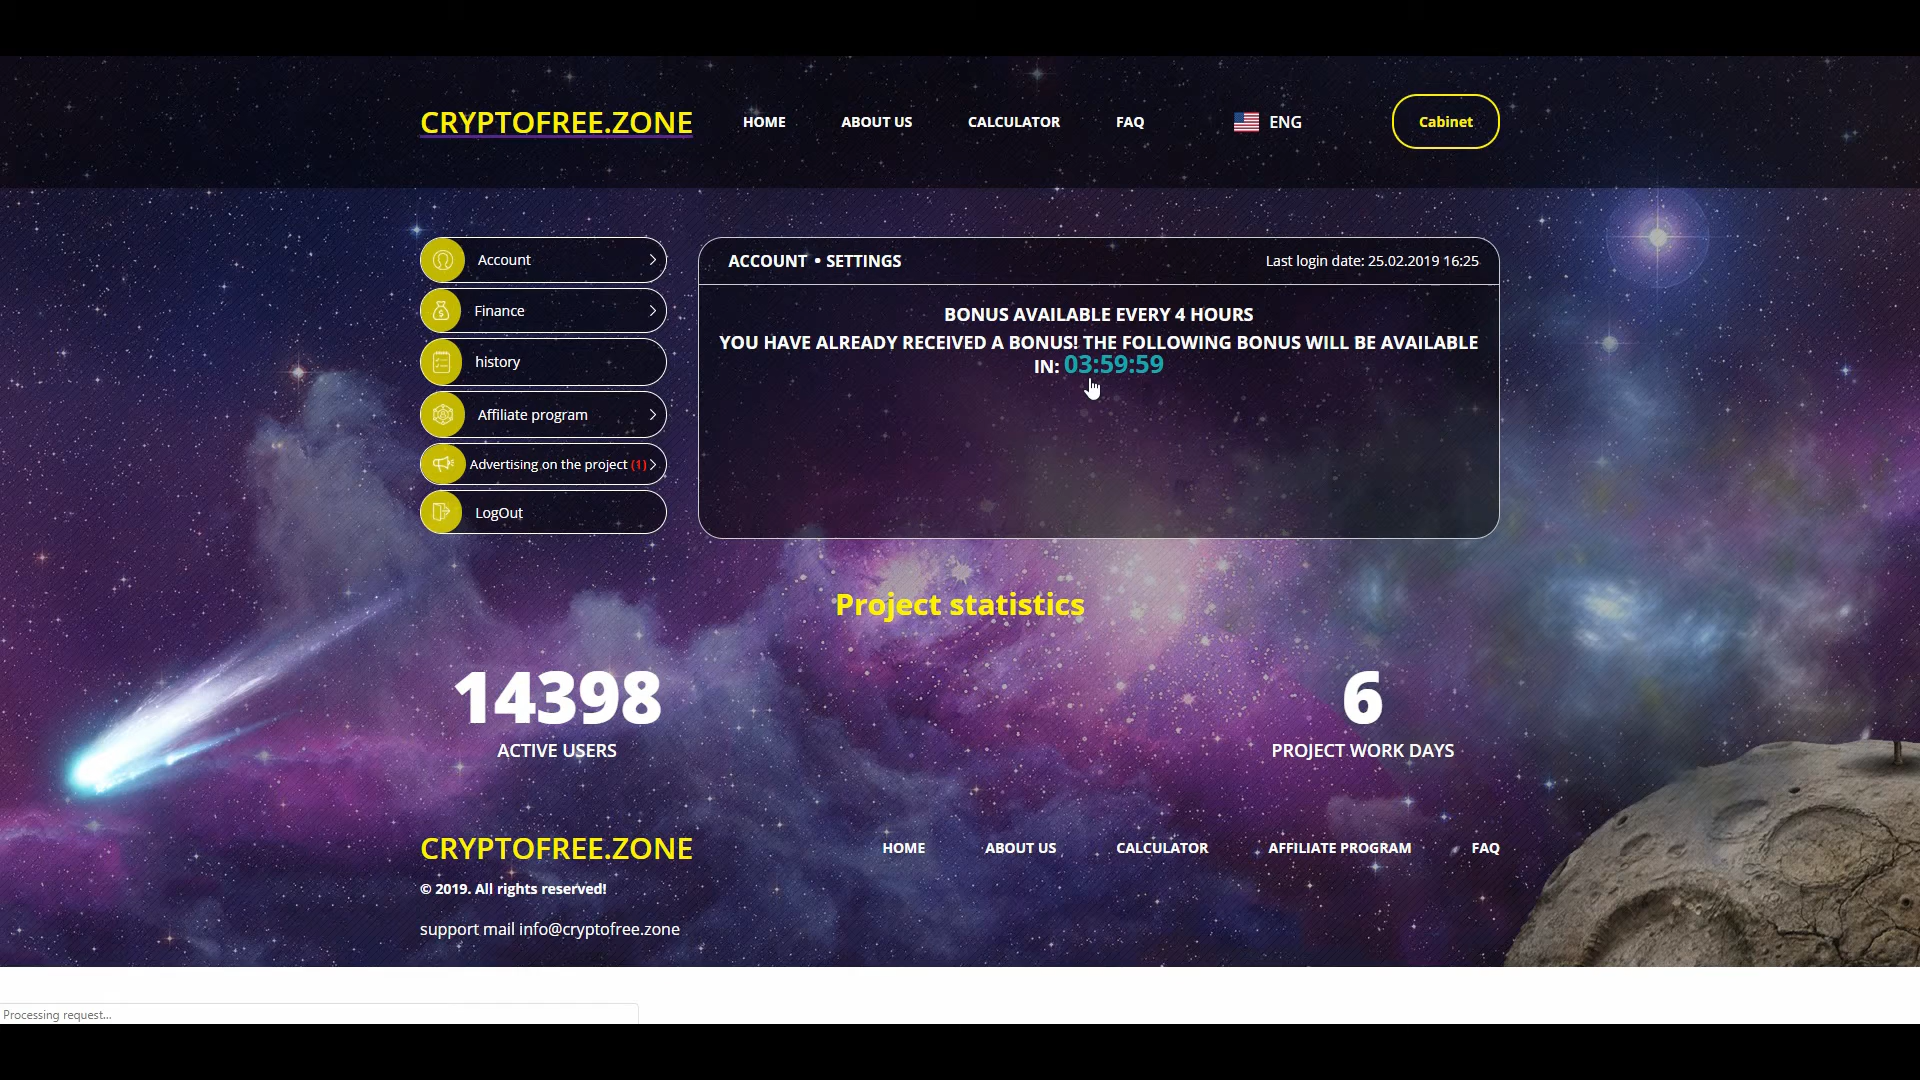 CRYPTOFREE.ZONE
HOME
ABOUT US
CALCULATOR
FAQ
ENG
Cabinet
Account
Finance
history
Affiliate program
Advertising on the project (1)
LogOut
ACCOUNT • SETTINGS
Last login date: 25.02.2019 16:25
BONUS AVAILABLE EVERY 4 HOURS
YOU HAVE ALREADY RECEIVED A BONUS! THE FOLLOWING BONUS WILL BE AVAILABLE
IN: 03:59:59
Project statistics
14398
ACTIVE USERS
6
PROJECT WORK DAYS
CRYPTOFREE.ZONE
HOME
ABOUT US
CALCULATOR
AFFILIATE PROGRAM
FAQ
© 2019. All rights reserved!
support mail info@cryptofree.zone
Processing request...